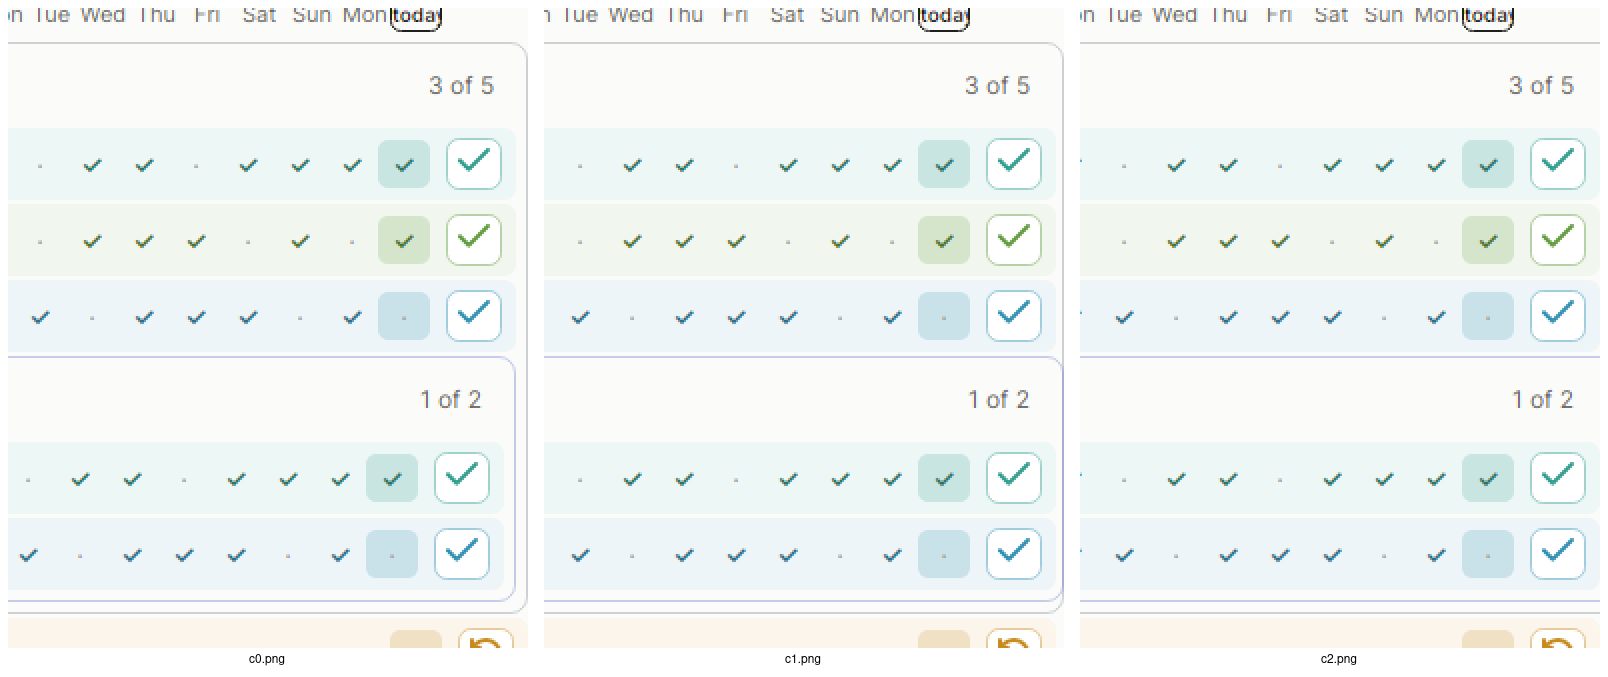 on Tue Wed Thu Fri Sat Sun Mon today
n Tue Wed Thu Fri Sat Sun Mon today
on Tue Wed Thu Fri Sat Sun Mon today
3 of 5
3 of 5
3 of 5
1 of 2
1 of 2
1 of 2
c0.png
c1.png
c2.png